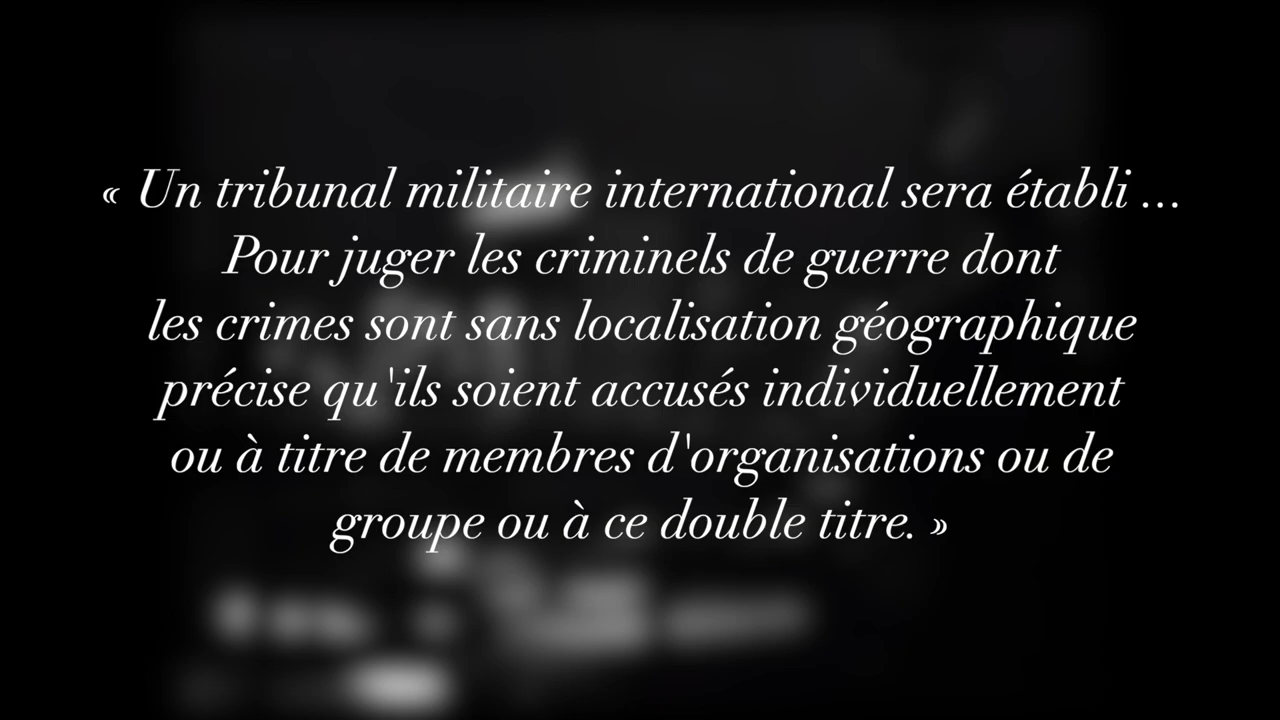 « Un tribunal militaire international sera établi ...
Pour juger les criminels de guerre dont
les crimes sont sans localisation géographique
précise qu'ils soient accusés individuellement
ou à titre de membres d'organisations ou de
groupe ou à ce double titre. »